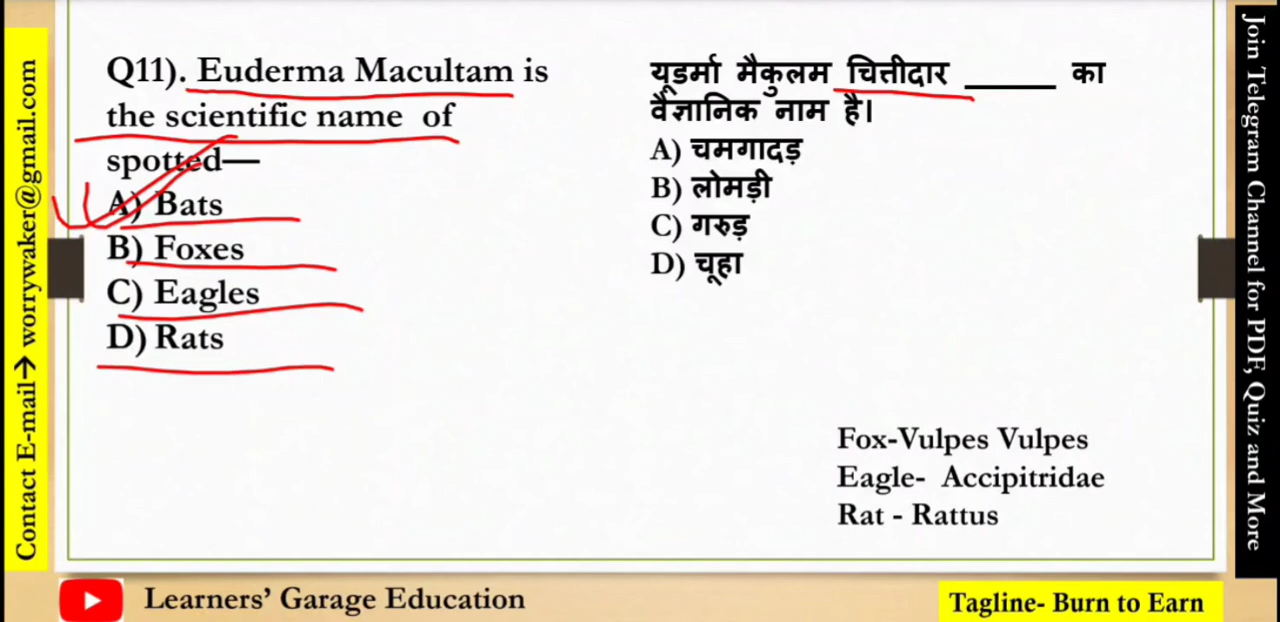 Q11). Euderma Macultam is
the scientific name of
spotted—
A) Bats
B) Foxes
C) Eagles
D) Rats
यूडर्मा मैकुलम चित्तीदार ______ का
वैज्ञानिक नाम है।
A) चमगादड़
B) लोमड़ी
C) गरुड़
D) चूहा
Fox-Vulpes Vulpes
Eagle- Accipitridae
Rat - Rattus
Contact E-mail→ worrywaker@gmail.com
Join Telegram Channel for PDF, Quiz and More
Learners’ Garage Education
Tagline- Burn to Earn